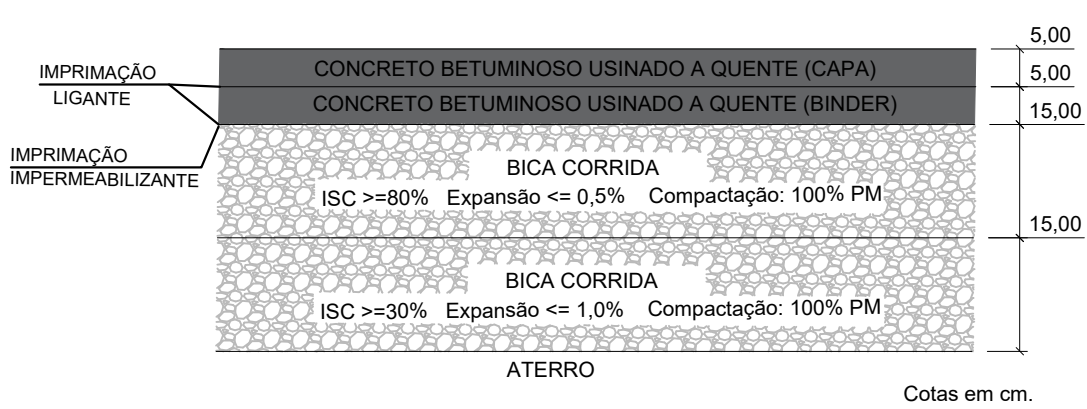 5,00
IMPRIMAÇÃO
LIGANTE
CONCRETO BETUMINOSO USINADO A QUENTE (CAPA)
5,00
CONCRETO BETUMINOSO USINADO A QUENTE (BINDER)
15,00
IMPRIMAÇÃO
IMPERMEABILIZANTE
BICA CORRIDA
ISC >=80% Expansão <= 0,5% Compactação: 100% PM
15,00
BICA CORRIDA
ISC >=30% Expansão <= 1,0% Compactação: 100% PM
ATERRO
Cotas em cm.